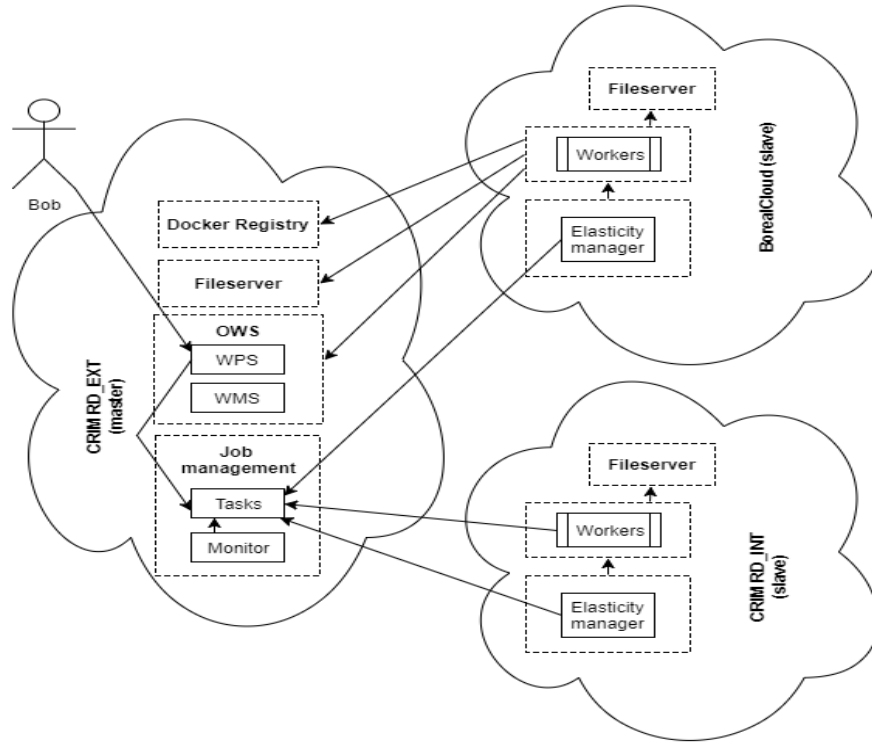 Bob
CRIM RD_EXT
(master)
Docker Registry
Fileserver
OWS
WPS
WMS
Job
management
Tasks
Monitor
Fileserver
Workers
Elasticity
manager
BorealCloud (slave)
Fileserver
Workers
Elasticity
manager
CRIM RD_INT
(slave)